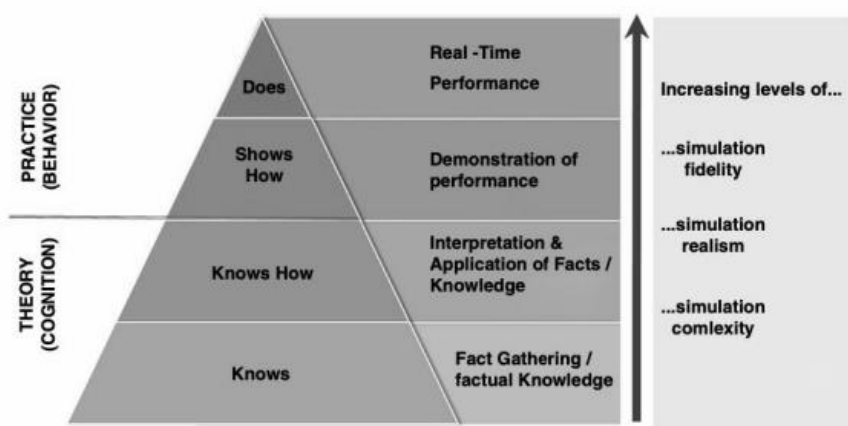 PRACTICE
(BEHAVIOR)
THEORY
(COGNITION)
Does
Shows
How
Knows How
Knows
Real -Time
Performance
Demonstration of
performance
Interpretation &
Application of Facts /
Knowledge
Fact Gathering /
factual Knowledge
Increasing levels of...
...simulation
fidelity
...simulation
realism
...simulation
comlexity